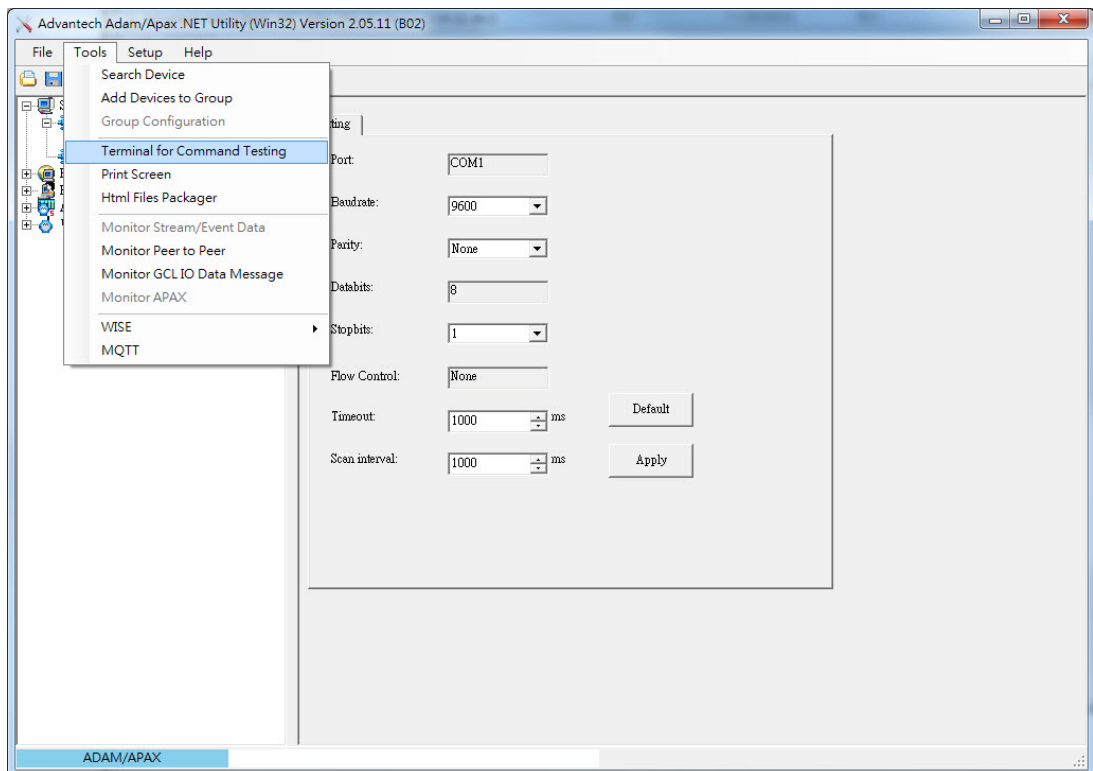 Advantech Adam/Apax .NET Utility (Win32) Version 2.05.11 (B02)
File Tools Setup Help
Search Device
Add Devices to Group
Group Configuration
Terminal for Command Testing
Print Screen
Html Files Packager
Monitor Stream/Event Data
Monitor Peer to Peer
Monitor GCL IO Data Message
Monitor APAX
WISE
MQTT
ting
Port: COM1
Baudrate: 9600
Parity: None
Databits: 8
Stopbits: 1
Flow Control: None
Timeout: 1000 ms Default
Scan interval: 1000 ms Apply
ADAM/APAX